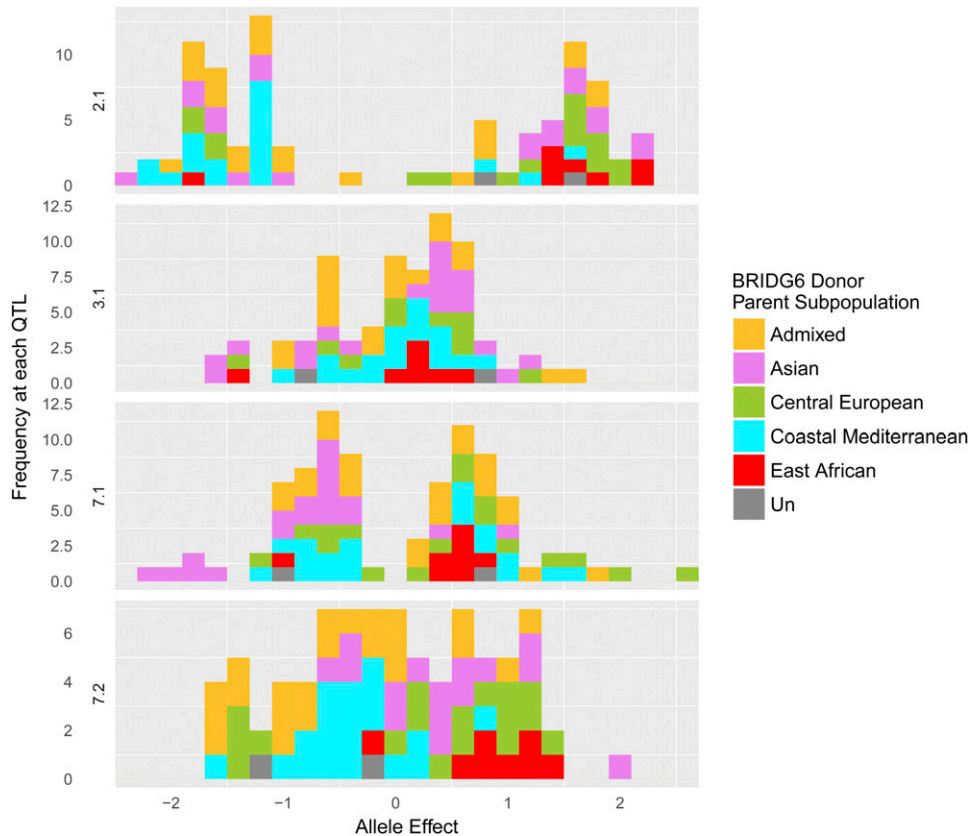 10
5
0
2.1
12.5
10.0
7.5
5.0
2.5
0.0
3.1
12.5
10.0
7.5
5.0
2.5
0.0
7.1
6
4
2
0
7.2
Frequency at each QTL
−2 −1 0 1 2
Allele Effect
BRIDG6 Donor
Parent Subpopulation
Admixed
Asian
Central European
Coastal Mediterranean
East African
Un